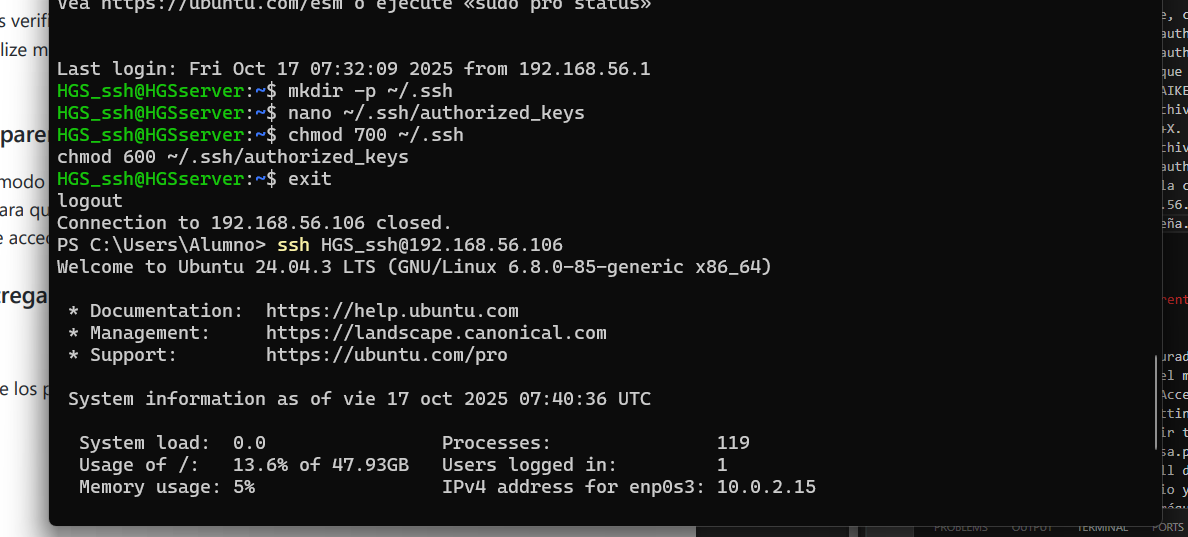 Vea https://ubuntu.com/esm o ejecute «sudo pro status»
Last login: Fri Oct 17 07:32:09 2025 from 192.168.56.1
HGS_ssh@HGSserver:~$ mkdir -p ~/.ssh
HGS_ssh@HGSserver:~$ nano ~/.ssh/authorized_keys
HGS_ssh@HGSserver:~$ chmod 700 ~/.ssh
chmod 600 ~/.ssh/authorized_keys
HGS_ssh@HGSserver:~$ exit
logout
Connection to 192.168.56.106 closed.
PS C:\Users\Alumno> ssh HGS_ssh@192.168.56.106
Welcome to Ubuntu 24.04.3 LTS (GNU/Linux 6.8.0-85-generic x86_64)
* Documentation: https://help.ubuntu.com
* Management: https://landscape.canonical.com
* Support: https://ubuntu.com/pro
System information as of vie 17 oct 2025 07:40:36 UTC
System load: 0.0 Processes: 119
Usage of /: 13.6% of 47.93GB Users logged in: 1
Memory usage: 5% IPv4 address for enp0s3: 10.0.2.15
PROBLEMS OUTPUT TERMINAL PORTS